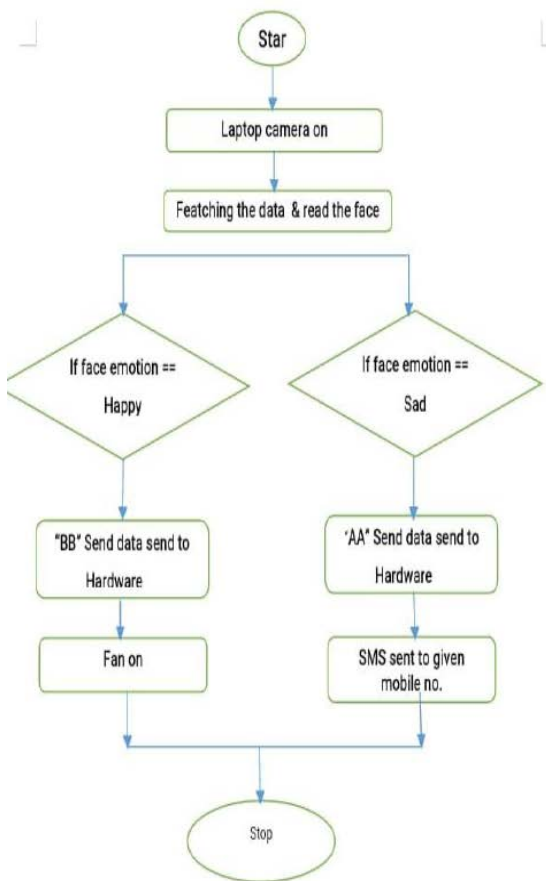 Star
Laptop camera on
Featching the data & read the face
If face emotion ==
Happy
If face emotion ==
Sad
"BB" Send data send to
Hardware
'AA" Send data send to
Hardware
Fan on
SMS sent to given
mobile no.
Stop